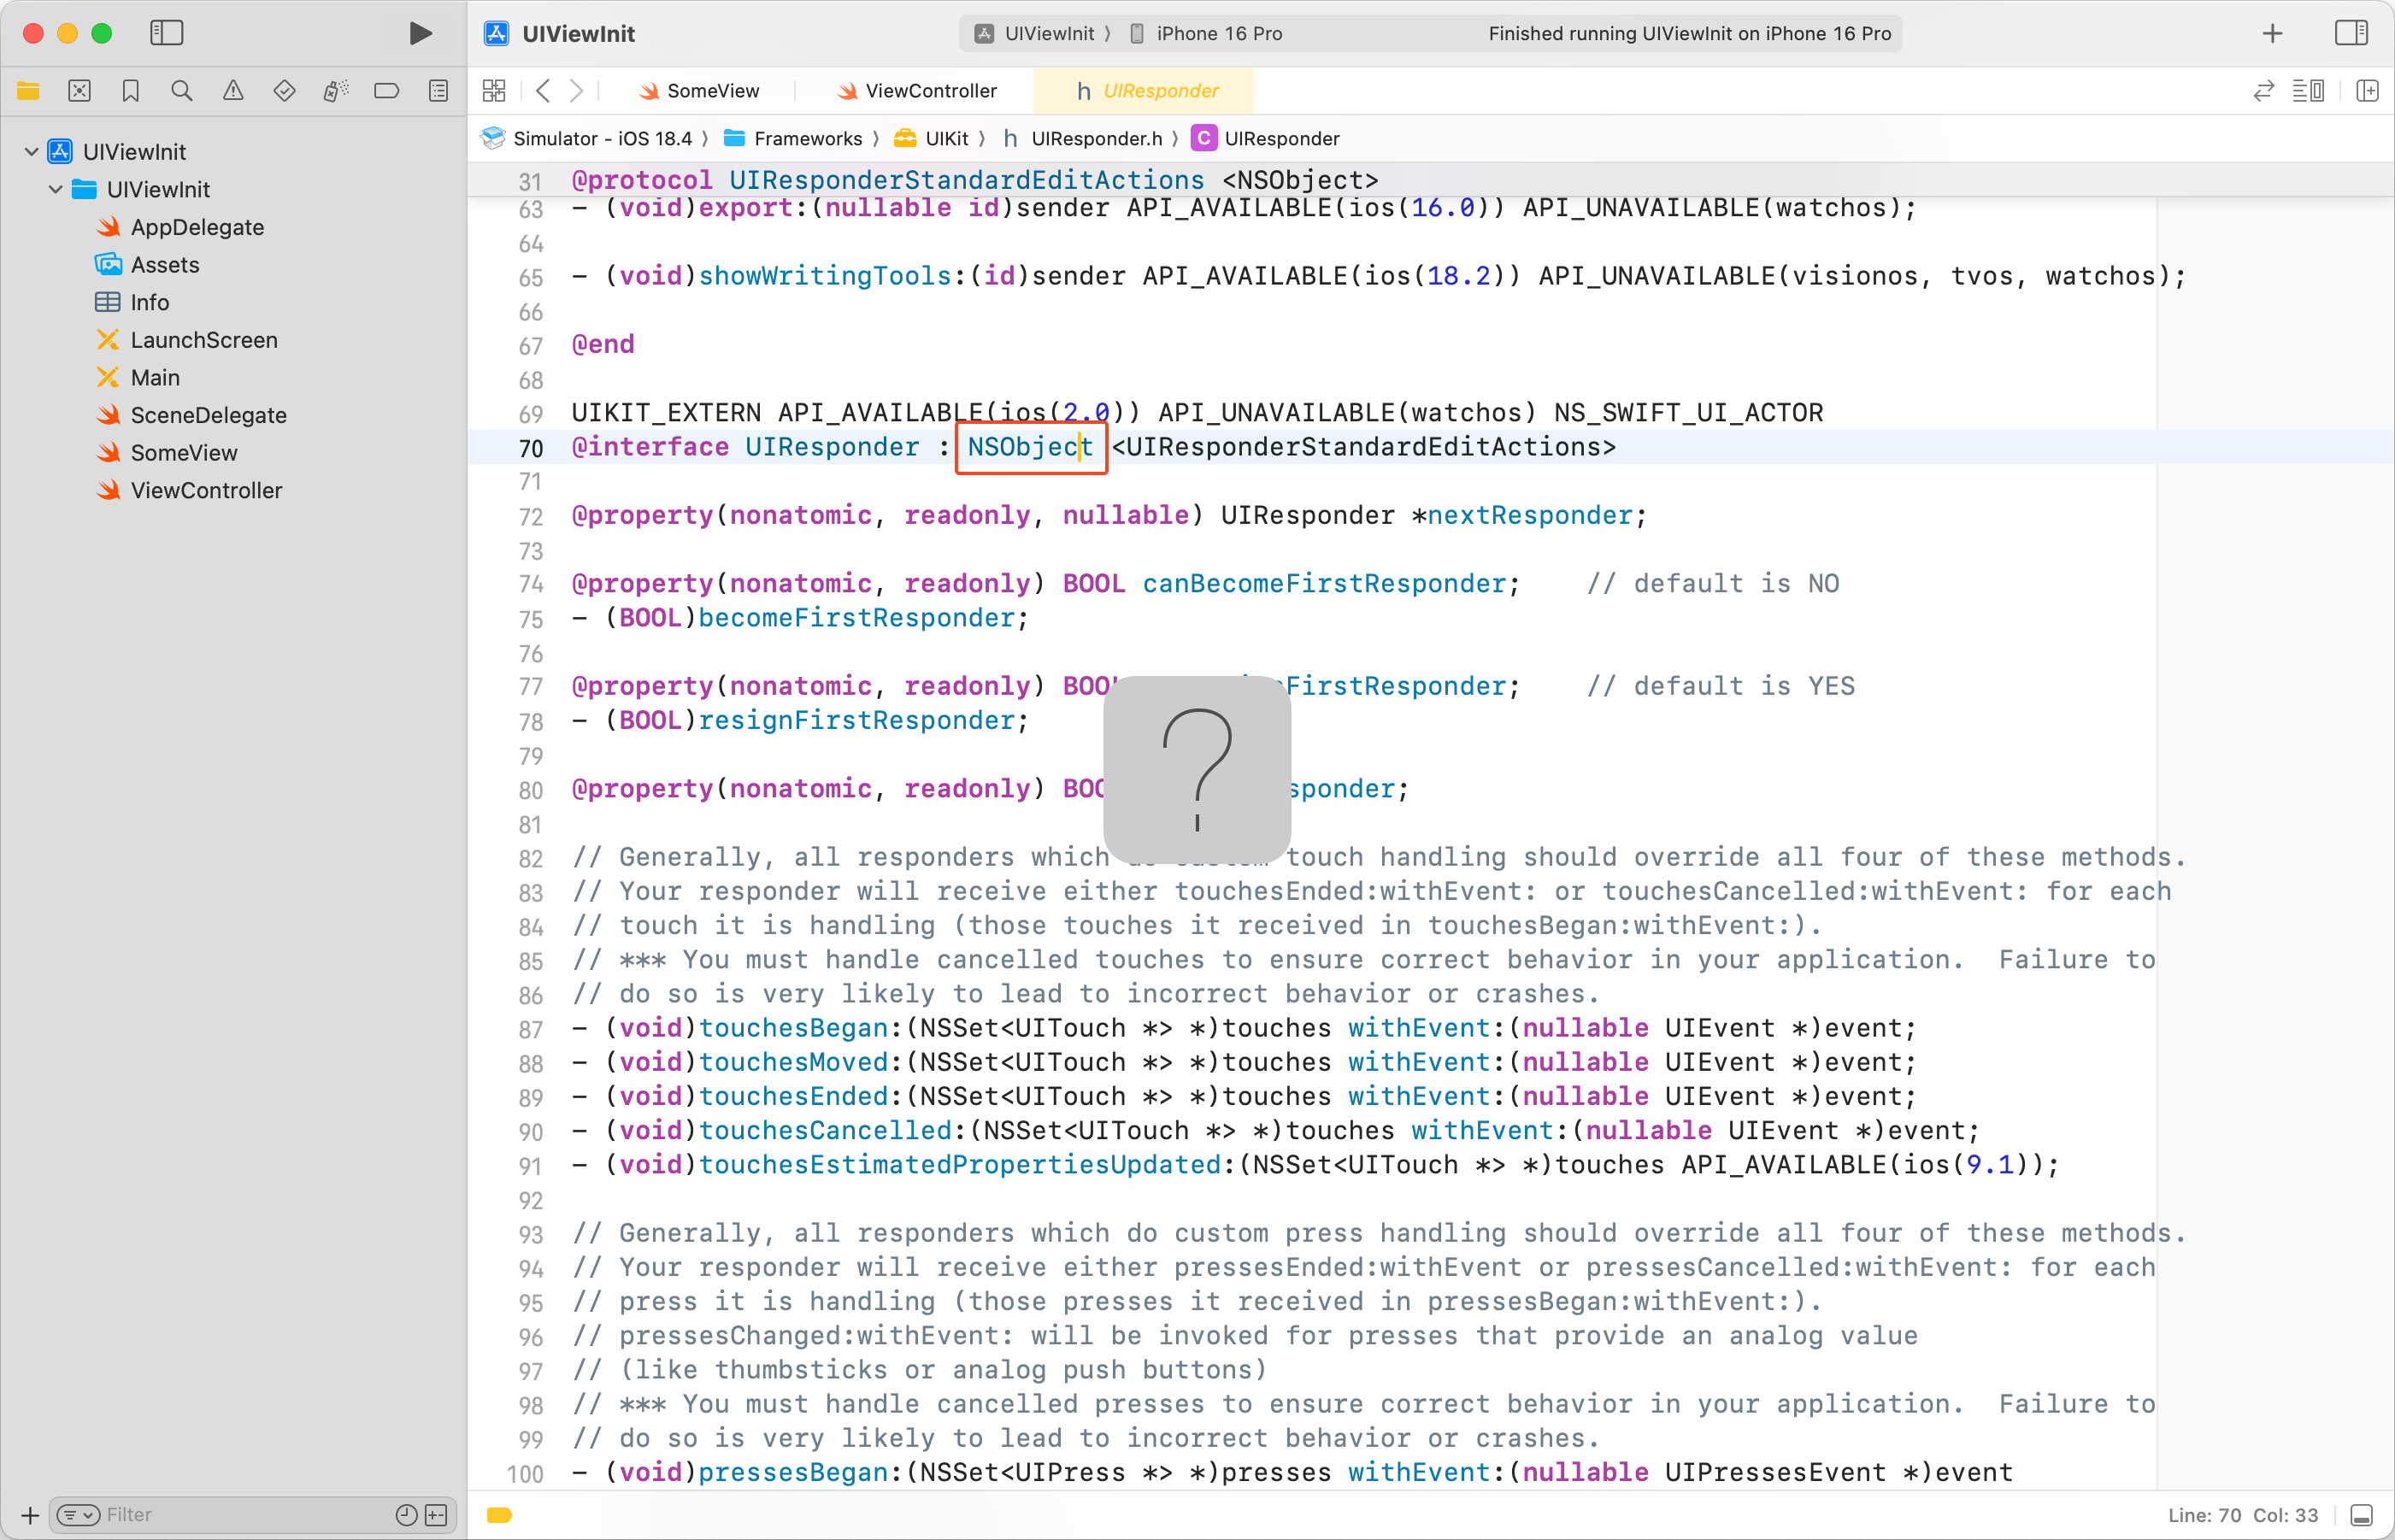 UIViewInit
UIViewInit
iPhone 16 Pro
Finished running UIViewInit on iPhone 16 Pro
SomeView
ViewController
h UIResponder
Simulator - iOS 18.4 ⟩ Frameworks ⟩ UIKit ⟩ h UIResponder.h ⟩ C UIResponder
UIViewInit
UIViewInit
AppDelegate
Assets
Info
LaunchScreen
Main
SceneDelegate
SomeView
ViewController
Filter
31 @protocol UIResponderStandardEditActions <NSObject>
63 - (void)export:(nullable id)sender API_AVAILABLE(ios(16.0)) API_UNAVAILABLE(watchos);
64
65 - (void)showWritingTools:(id)sender API_AVAILABLE(ios(18.2)) API_UNAVAILABLE(visionos, tvos, watchos);
66
67 @end
68
69 UIKIT_EXTERN API_AVAILABLE(ios(2.0)) API_UNAVAILABLE(watchos) NS_SWIFT_UI_ACTOR
70 @interface UIResponder : NSObject <UIResponderStandardEditActions>
71
72 @property(nonatomic, readonly, nullable) UIResponder *nextResponder;
73
74 @property(nonatomic, readonly) BOOL canBecomeFirstResponder;    // default is NO
75 - (BOOL)becomeFirstResponder;
76
77 @property(nonatomic, readonly) FirstResponder;    // default is YES
78 - (BOOL)resignFirstResponder;
79
80 @property(nonatomic, readonly) sponder;
81
82 // Generally, all responders which touch handling should override all four of these methods.
83 // Your responder will receive either touchesEnded:withEvent: or touchesCancelled:withEvent: for each
84 // touch it is handling (those touches it received in touchesBegan:withEvent:).
85 // *** You must handle cancelled touches to ensure correct behavior in your application.  Failure to
86 // do so is very likely to lead to incorrect behavior or crashes.
87 - (void)touchesBegan:(NSSet<UITouch *> *)touches withEvent:(nullable UIEvent *)event;
88 - (void)touchesMoved:(NSSet<UITouch *> *)touches withEvent:(nullable UIEvent *)event;
89 - (void)touchesEnded:(NSSet<UITouch *> *)touches withEvent:(nullable UIEvent *)event;
90 - (void)touchesCancelled:(NSSet<UITouch *> *)touches withEvent:(nullable UIEvent *)event;
91 - (void)touchesEstimatedPropertiesUpdated:(NSSet<UITouch *> *)touches API_AVAILABLE(ios(9.1));
92
93 // Generally, all responders which do custom press handling should override all four of these methods.
94 // Your responder will receive either pressesEnded:withEvent or pressesCancelled:withEvent: for each
95 // press it is handling (those presses it received in pressesBegan:withEvent:).
96 // pressesChanged:withEvent: will be invoked for presses that provide an analog value
97 // (like thumbsticks or analog push buttons)
98 // *** You must handle cancelled presses to ensure correct behavior in your application.  Failure to
99 // do so is very likely to lead to incorrect behavior or crashes.
100 - (void)pressesBegan:(NSSet<UIPress *> *)presses withEvent:(nullable UIPressesEvent *)event
?
Line: 70 Col: 33